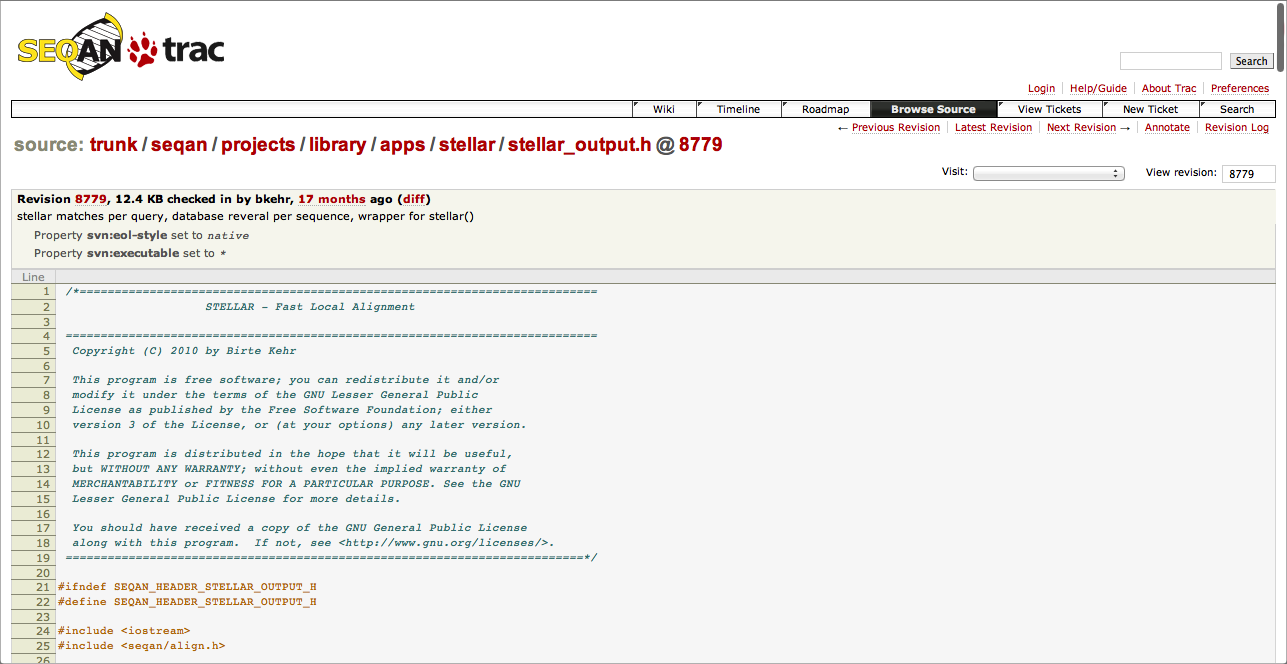 SEQAN trac
Search
Login Help/Guide About Trac Preferences
Wiki Timeline Roadmap Browse Source View Tickets New Ticket Search
← Previous Revision Latest Revision Next Revision → Annotate Revision Log
source: trunk / seqan / projects / library / apps / stellar / stellar_output.h @ 8779
Visit: View revision: 8779
Revision 8779, 12.4 KB checked in by bkehr, 17 months ago (diff)
stellar matches per query, database reveral per sequence, wrapper for stellar()
Property svn:eol-style set to native
Property svn:executable set to *
Line
1 /*==========================================================================
2 STELLAR - Fast Local Alignment
3
4 ============================================================================
5 Copyright (C) 2010 by Birte Kehr
6
7 This program is free software; you can redistribute it and/or
8 modify it under the terms of the GNU Lesser General Public
9 License as published by the Free Software Foundation; either
10 version 3 of the License, or (at your options) any later version.
11
12 This program is distributed in the hope that it will be useful,
13 but WITHOUT ANY WARRANTY; without even the implied warranty of
14 MERCHANTABILITY or FITNESS FOR A PARTICULAR PURPOSE. See the GNU
15 Lesser General Public License for more details.
16
17 You should have received a copy of the GNU General Public License
18 along with this program.  If not, see <http://www.gnu.org/licenses/>.
19 ==========================================================================*/
20
21 #ifndef SEQAN_HEADER_STELLAR_OUTPUT_H
22 #define SEQAN_HEADER_STELLAR_OUTPUT_H
23
24 #include <iostream>
25 #include <seqan/align.h>
26